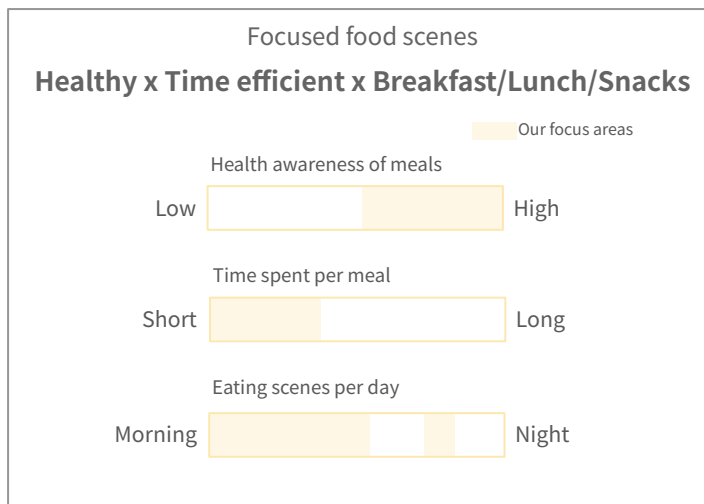 Focused food scenes
Healthy x Time efficient x Breakfast/Lunch/Snacks
Our focus areas
Health awareness of meals
Low High
Time spent per meal
Short Long
Eating scenes per day
Morning Night